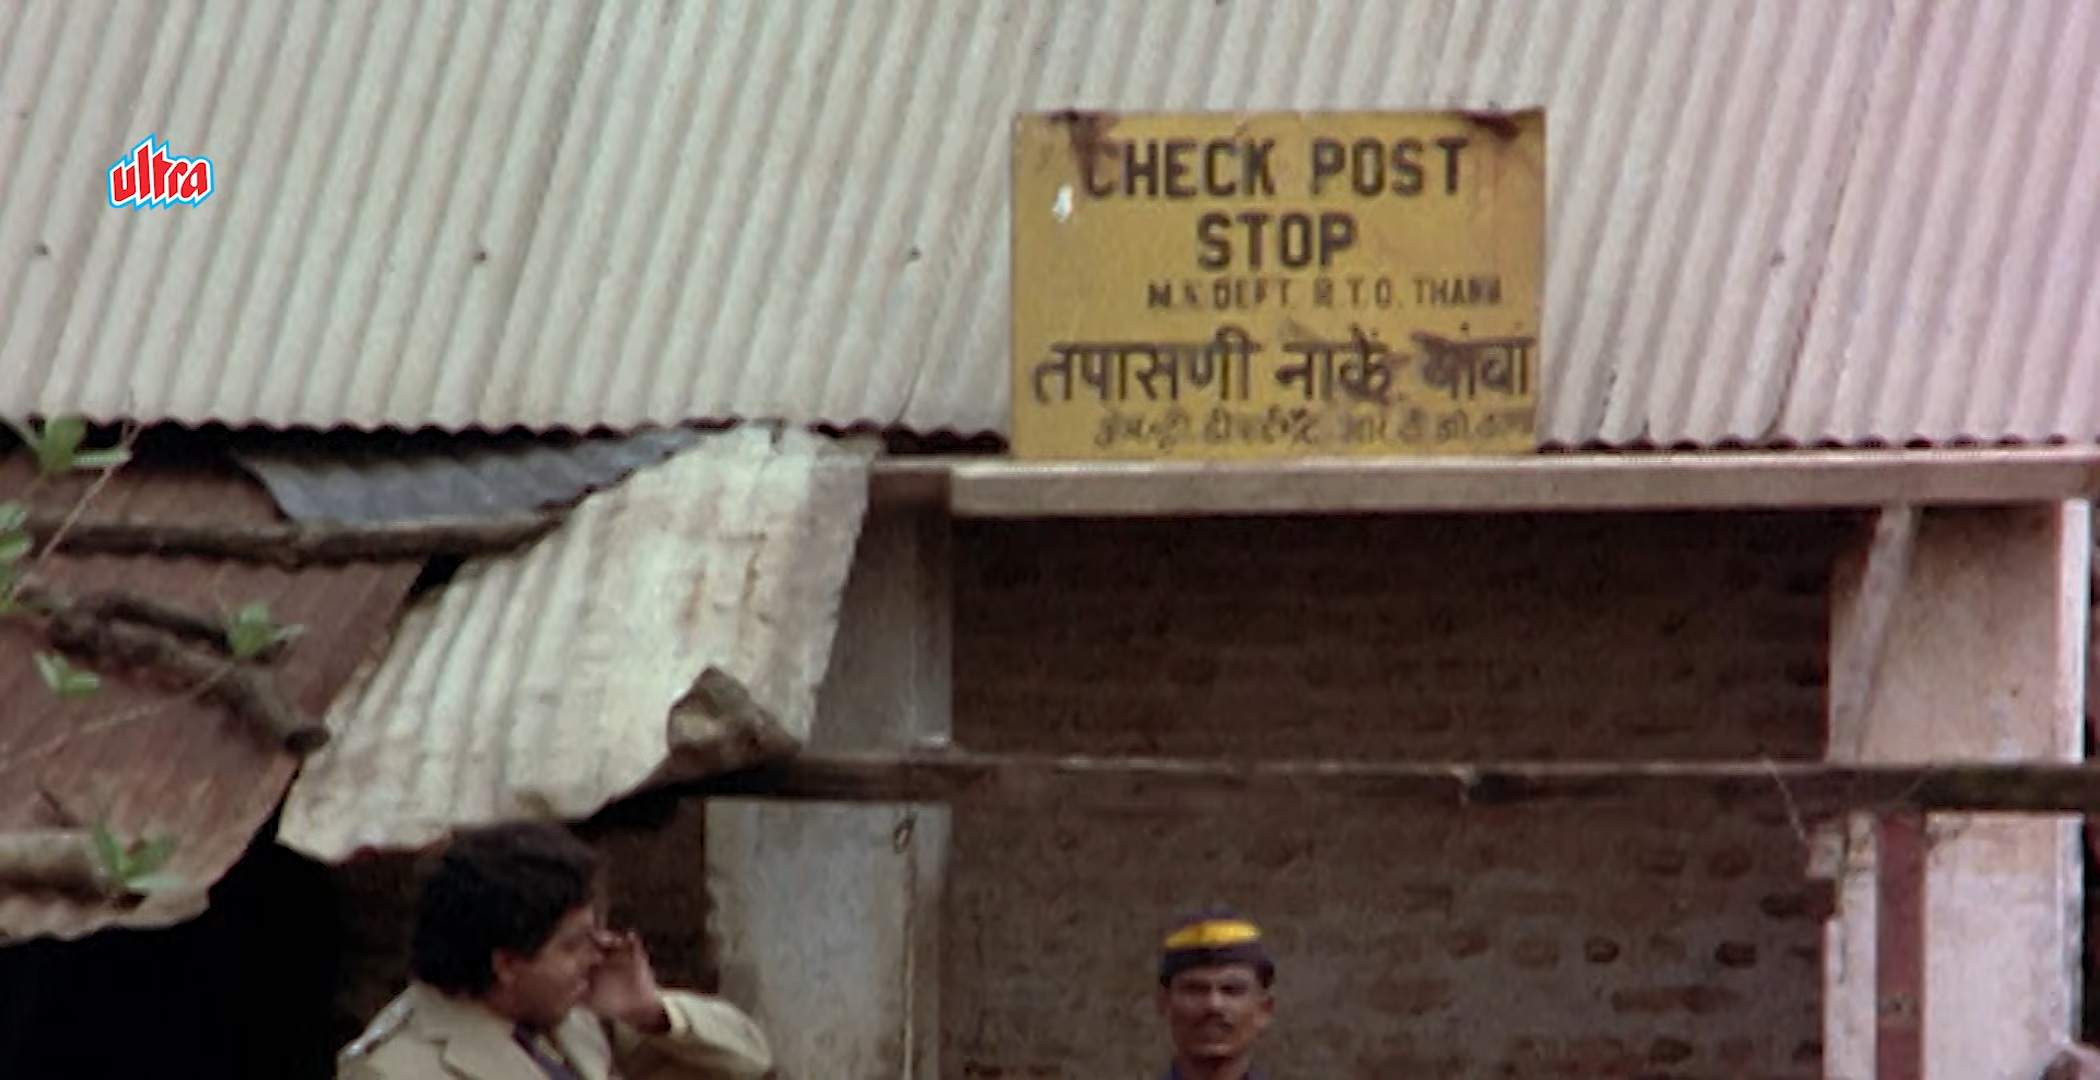 ultra
CHECK POST
STOP
M.V. DEPT. R.T.O. THANA
तपासणी नाकें थांबा